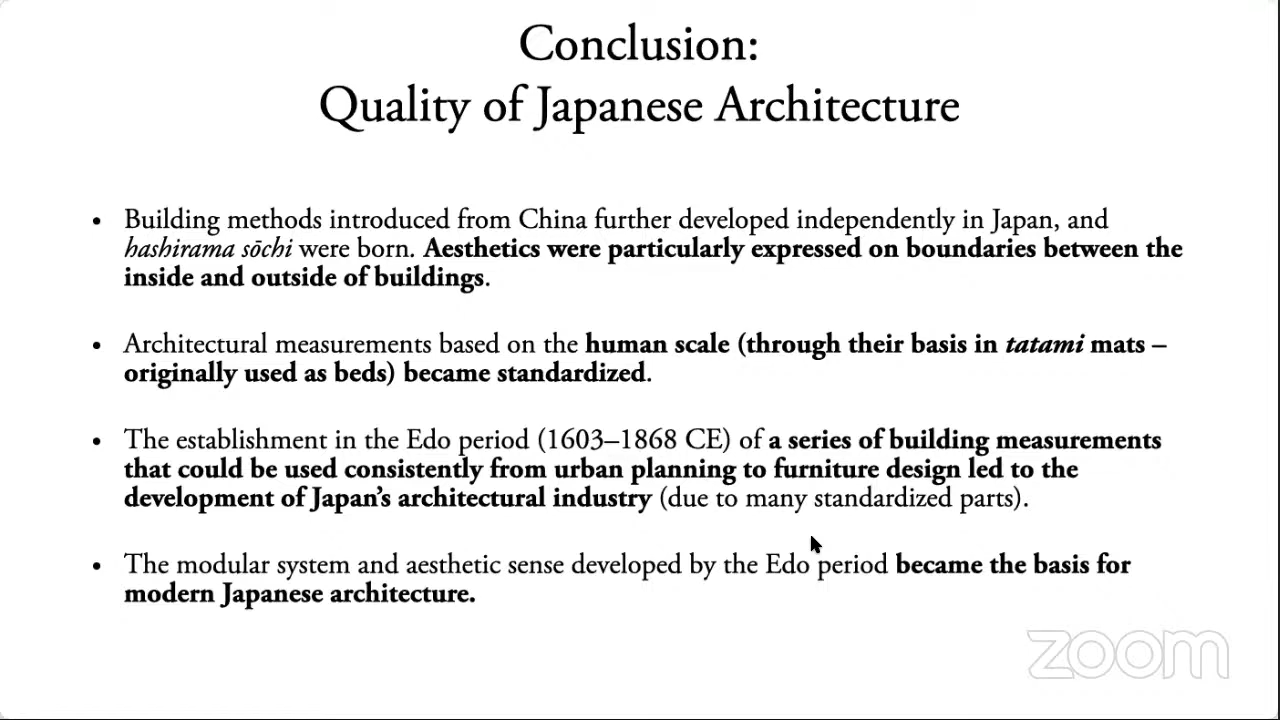 Conclusion:
Quality of Japanese Architecture
• Building methods introduced from China further developed independently in Japan, and
hashirama sōchi were born. Aesthetics were particularly expressed on boundaries between the
inside and outside of buildings.
• Architectural measurements based on the human scale (through their basis in tatami mats –
originally used as beds) became standardized.
• The establishment in the Edo period (1603–1868 CE) of a series of building measurements
that could be used consistently from urban planning to furniture design led to the
development of Japan’s architectural industry (due to many standardized parts).
• The modular system and aesthetic sense developed by the Edo period became the basis for
modern Japanese architecture.
zoom